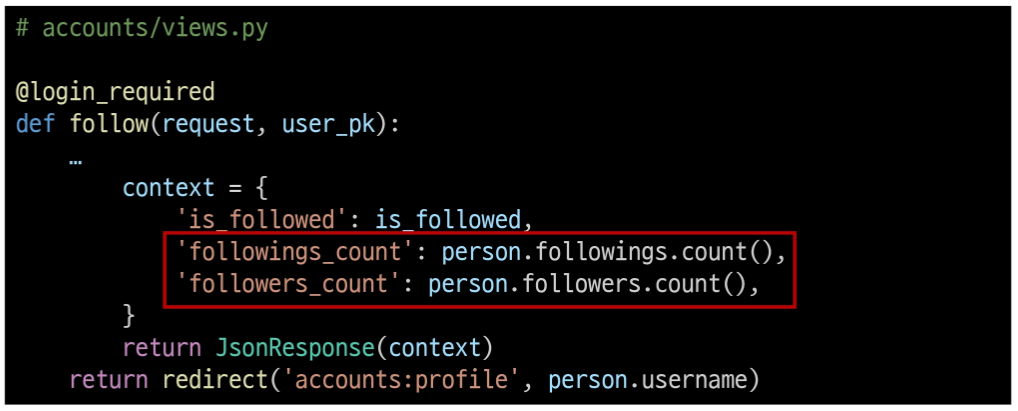 # accounts/views.py

@login_required
def follow(request, user_pk):
    …
        context = {
            'is_followed': is_followed,
            'followings_count': person.followings.count(),
            'followers_count': person.followers.count(),
        }
        return JsonResponse(context)
    return redirect('accounts:profile', person.username)